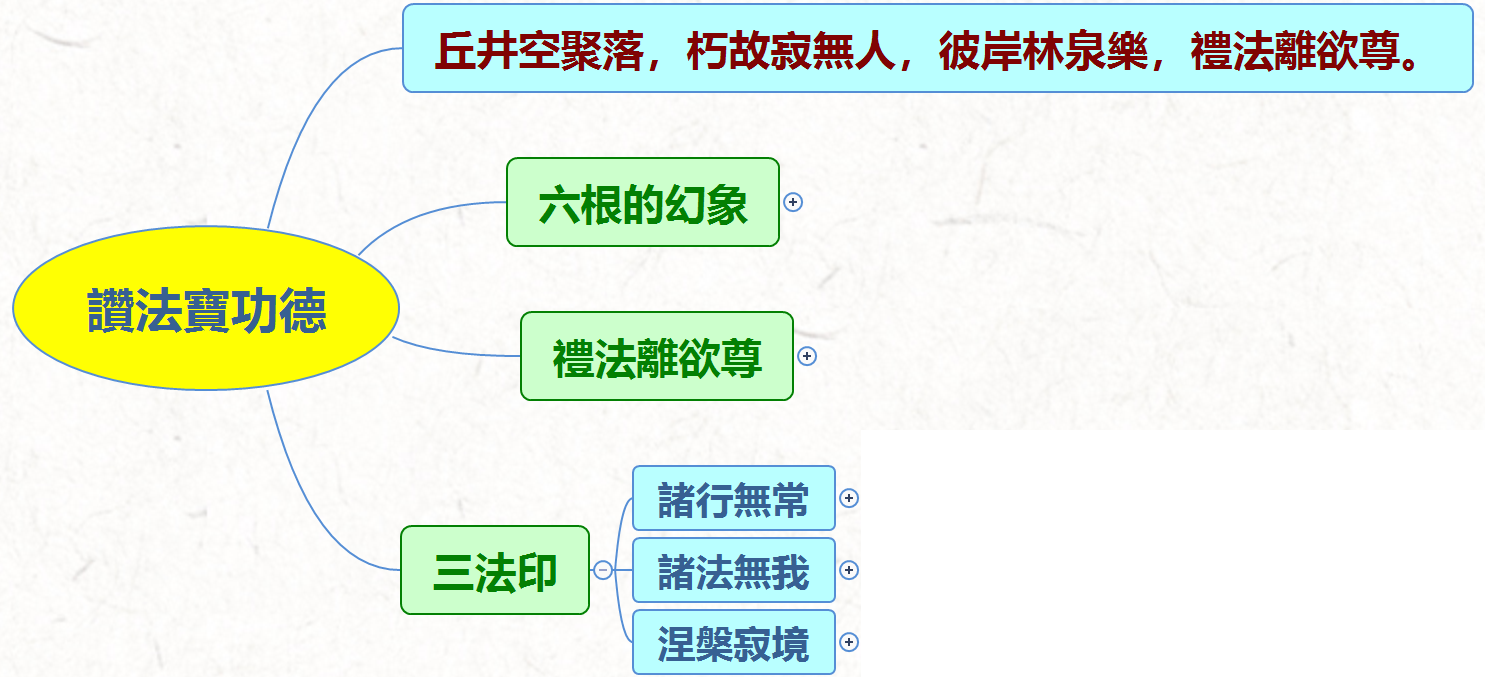 丘井空聚落，朽故寂無人，彼岸林泉樂，禮法離欲尊。
六根的幻象
讚法寶功德
禮法離欲尊
諸行無常
三法印
諸法無我
涅槃寂境